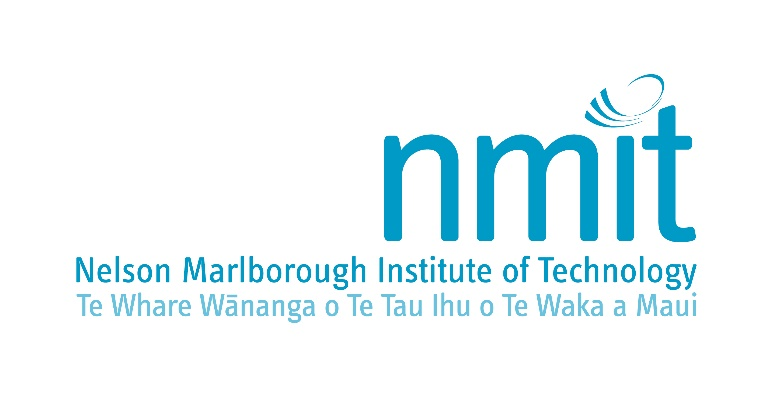 nmit
Nelson Marlborough Institute of Technology
Te Whare Wānanga o Te Tau Ihu o Te Waka a Maui